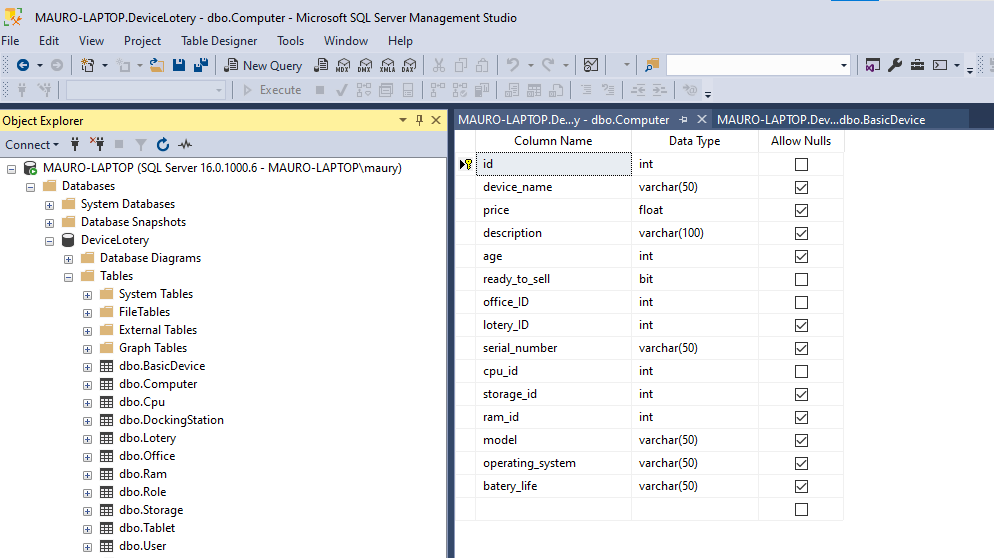 MAURO-LAPTOP.DeviceLotery - dbo.Computer - Microsoft SQL Server Management Studio
File Edit View Project Table Designer Tools Window Help
New Query MDX DMX XMLA DAX
Execute
Object Explorer
Connect
MAURO-LAPTOP (SQL Server 16.0.1000.6 - MAURO-LAPTOP\maury)
Databases
System Databases
Database Snapshots
DeviceLotery
Database Diagrams
Tables
System Tables
FileTables
External Tables
Graph Tables
dbo.BasicDevice
dbo.Computer
dbo.Cpu
dbo.DockingStation
dbo.Lotery
dbo.Office
dbo.Ram
dbo.Role
dbo.Storage
dbo.Tablet
dbo.User
MAURO-LAPTOP.De...y - dbo.Computer MAURO-LAPTOP.Dev...dbo.BasicDevice
Column Name Data Type Allow Nulls
id int
device_name varchar(50)
price float
description varchar(100)
age int
ready_to_sell bit
office_ID int
lotery_ID int
serial_number varchar(50)
cpu_id int
storage_id int
ram_id int
model varchar(50)
operating_system varchar(50)
batery_life varchar(50)